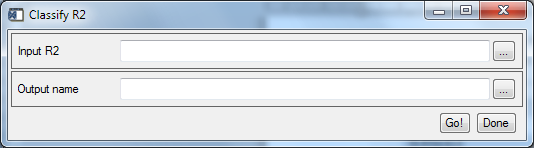 Classify R2
Input R2
...
Output name
...
Go!
Done